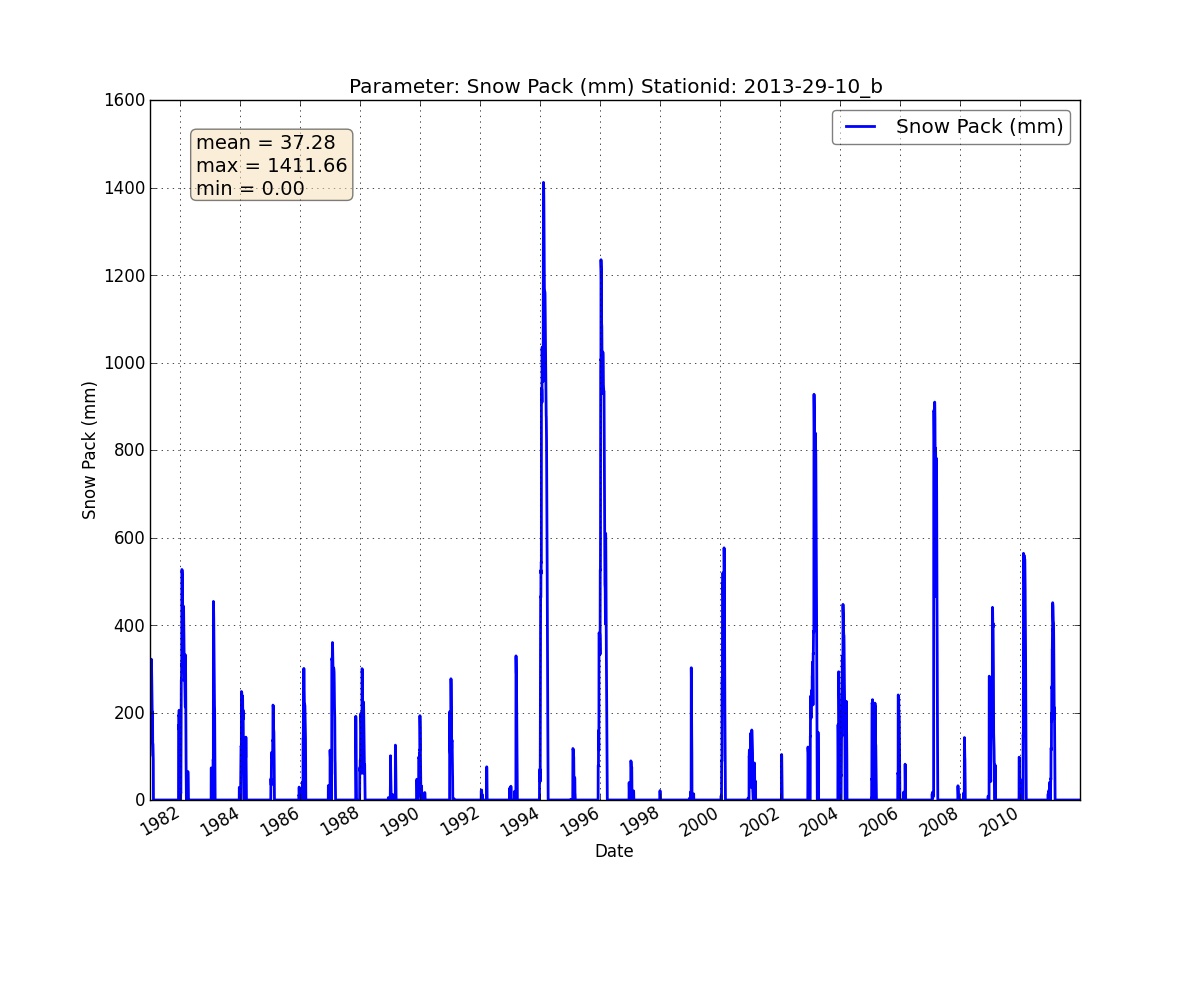 Parameter: Snow Pack (mm) Stationid: 2013-29-10_b
mean = 37.28
max = 1411.66
min = 0.00
Snow Pack (mm)
1600
1400
1200
1000
800
600
400
200
0
Snow Pack (mm)
1982 1984 1986 1988 1990 1992 1994 1996 1998 2000 2002 2004 2006 2008 2010
Date